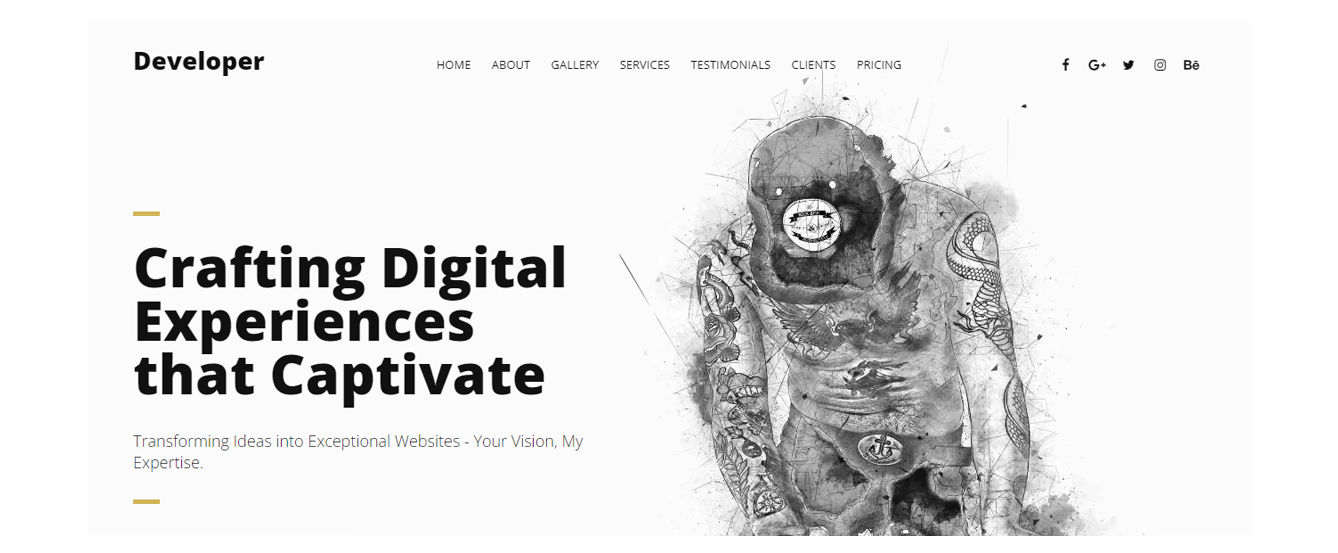 Developer
HOME ABOUT GALLERY SERVICES TESTIMONIALS CLIENTS PRICING
Bē
Crafting Digital
Experiences
that Captivate
Transforming Ideas into Exceptional Websites - Your Vision, My
Expertise.